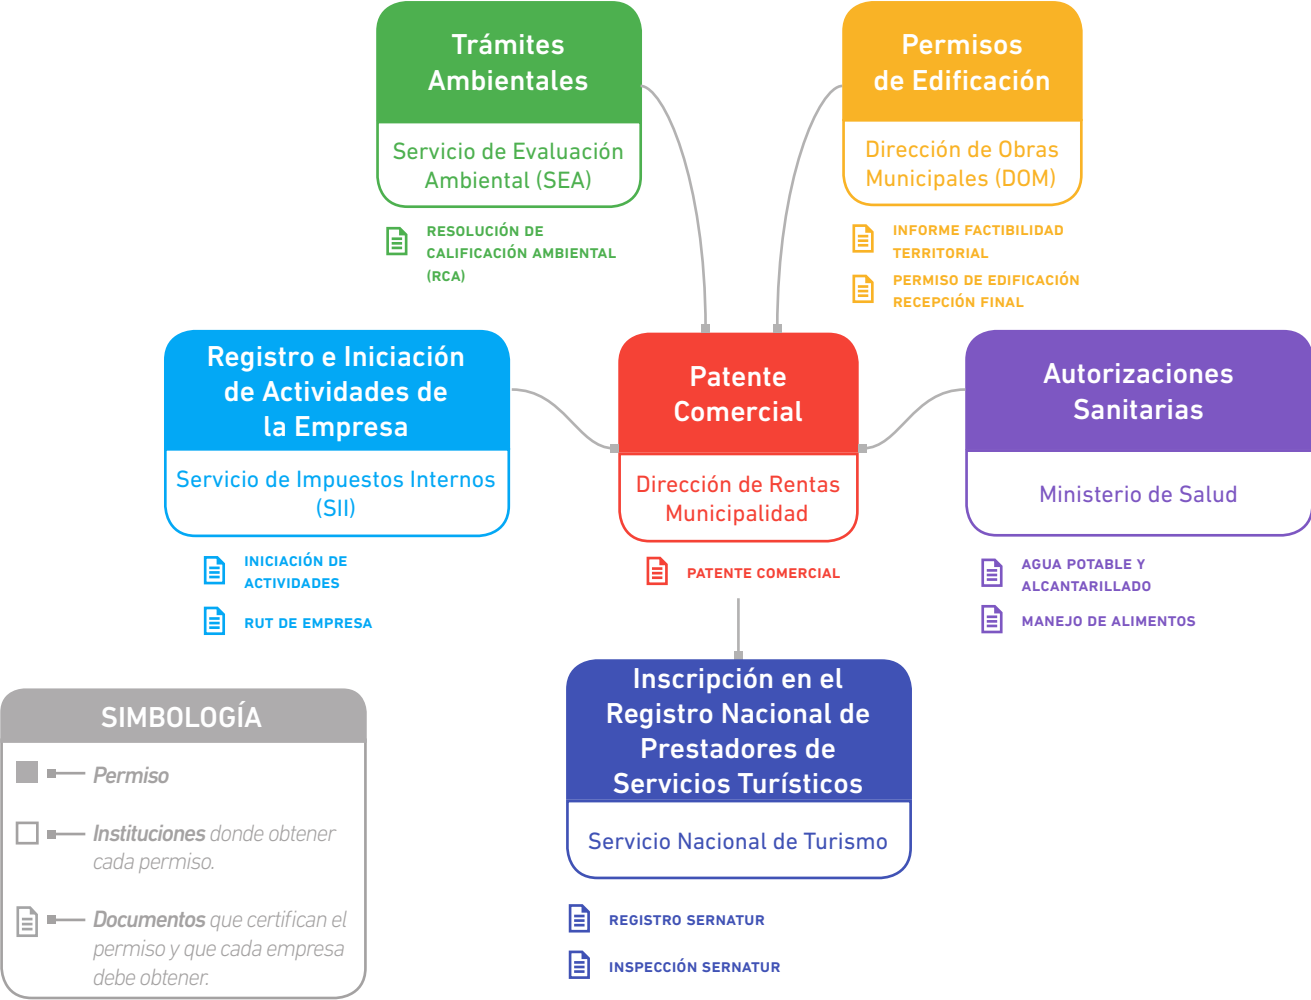 Trámites
Ambientales
Servicio de Evaluación
Ambiental (SEA)
RESOLUCIÓN DE
CALIFICACIÓN AMBIENTAL
(RCA)
Permisos
de Edificación
Dirección de Obras
Municipales (DOM)
INFORME FACTIBILIDAD
TERRITORIAL
PERMISO DE EDIFICACIÓN
RECEPCIÓN FINAL
Registro e Iniciación
de Actividades de
la Empresa
Servicio de Impuestos Internos
(SII)
INICIACIÓN DE
ACTIVIDADES
RUT DE EMPRESA
Patente
Comercial
Dirección de Rentas
Municipalidad
PATENTE COMERCIAL
Autorizaciones
Sanitarias
Ministerio de Salud
AGUA POTABLE Y
ALCANTARILLADO
MANEJO DE ALIMENTOS
Inscripción en el
Registro Nacional de
Prestadores de
Servicios Turísticos
Servicio Nacional de Turismo
REGISTRO SERNATUR
INSPECCIÓN SERNATUR
SIMBOLOGÍA
Permiso
Instituciones donde obtener
cada permiso.
Documentos que certifican el
permiso y que cada empresa
debe obtener.